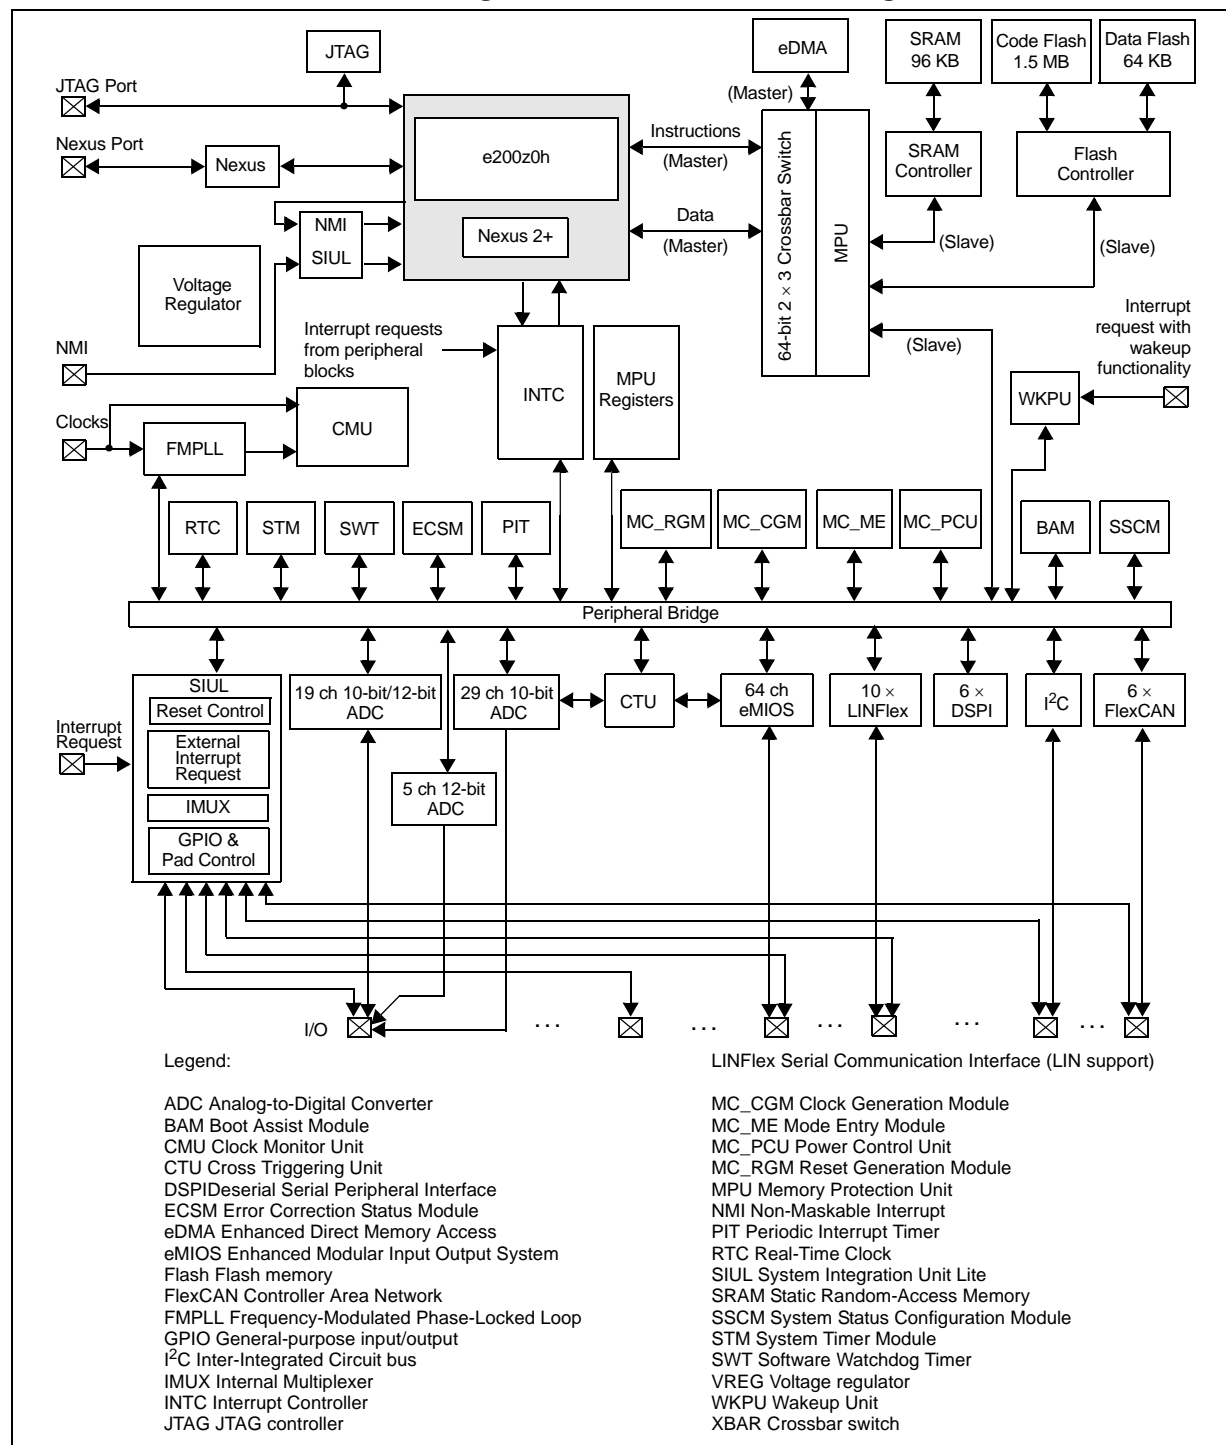 JTAG
eDMA
SRAM
96 KB
Code Flash
1.5 MB
Data Flash
64 KB
JTAG Port
(Master)
Nexus Port
Nexus
e200z0h
Instructions
(Master)
64-bit 2 × 3 Crossbar Switch
MPU
SRAM
Controller
Flash
Controller
NMI
SIUL
Nexus 2+
Data
(Master)
(Slave)
(Slave)
Voltage
Regulator
Interrupt requests
from peripheral
blocks
(Slave)
Interrupt
request with
wakeup
functionality
NMI
INTC
MPU
Registers
WKPU
Clocks
FMPLL
CMU
RTC
STM
SWT
ECSM
PIT
MC_RGM
MC_CGM
MC_ME
MC_PCU
BAM
SSCM
Peripheral Bridge
SIUL
Reset Control
External
Interrupt
Request
IMUX
GPIO &
Pad Control
Interrupt
Request
19 ch 10-bit/12-bit
ADC
29 ch 10-bit
ADC
CTU
64 ch
eMIOS
10 ×
LINFlex
6 ×
DSPI
I2C
6 ×
FlexCAN
5 ch 12-bit
ADC
I/O
. . .
. . .
. . .
. . .
. . .
Legend:
ADC Analog-to-Digital Converter
BAM Boot Assist Module
CMU Clock Monitor Unit
CTU Cross Triggering Unit
DSPIDeserial Serial Peripheral Interface
ECSM Error Correction Status Module
eDMA Enhanced Direct Memory Access
eMIOS Enhanced Modular Input Output System
Flash Flash memory
FlexCAN Controller Area Network
FMPLL Frequency-Modulated Phase-Locked Loop
GPIO General-purpose input/output
I2C Inter-Integrated Circuit bus
IMUX Internal Multiplexer
INTC Interrupt Controller
JTAG JTAG controller
LINFlex Serial Communication Interface (LIN support)
MC_CGM Clock Generation Module
MC_ME Mode Entry Module
MC_PCU Power Control Unit
MC_RGM Reset Generation Module
MPU Memory Protection Unit
NMI Non-Maskable Interrupt
PIT Periodic Interrupt Timer
RTC Real-Time Clock
SIUL System Integration Unit Lite
SRAM Static Random-Access Memory
SSCM System Status Configuration Module
STM System Timer Module
SWT Software Watchdog Timer
VREG Voltage regulator
WKPU Wakeup Unit
XBAR Crossbar switch